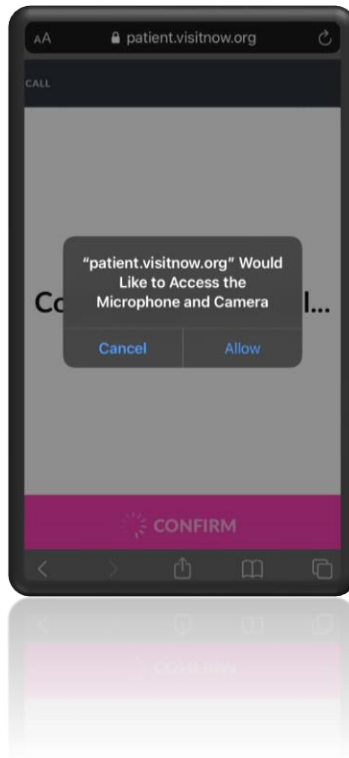 AA patient.visitnow.org
CALL
"patient.visitnow.org" Would
Like to Access the
Microphone and Camera
Co
l...
Cancel Allow
CONFIRM